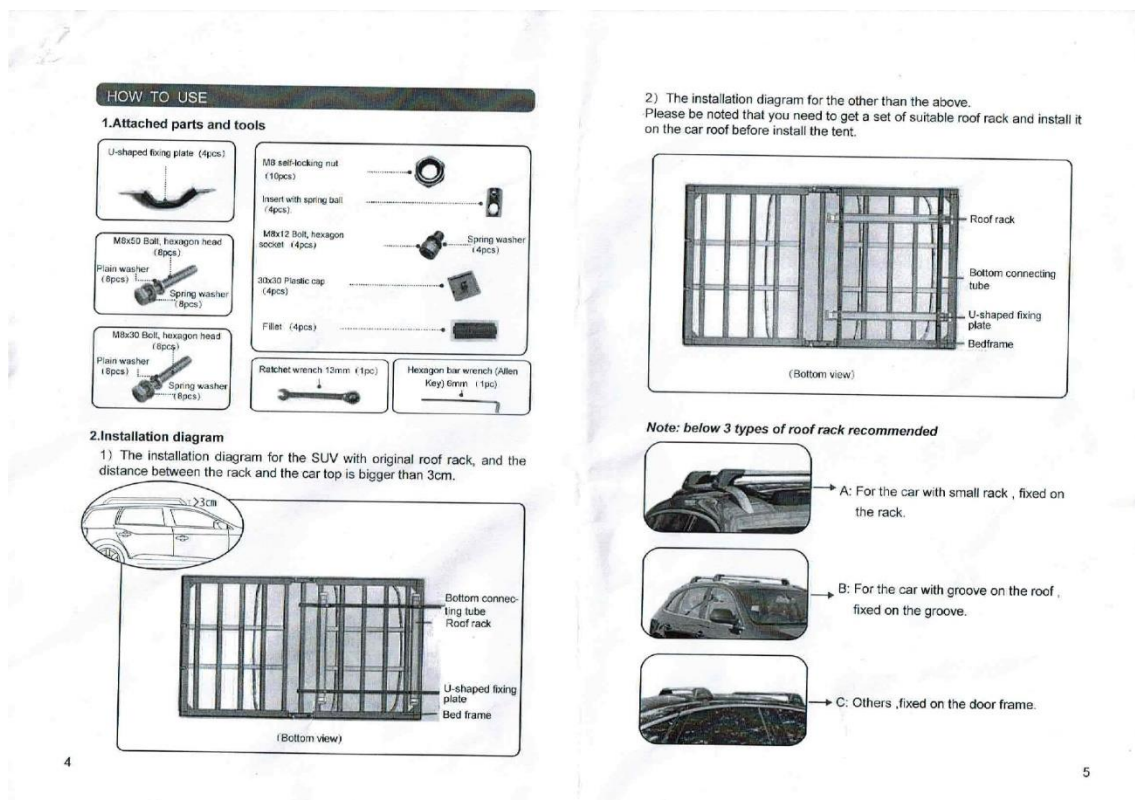 HOW TO USE
1.Attached parts and tools
U-shaped fixing plate (4pcs)
M8x50 Bolt, hexagon head
(8pcs)
Plain washer
(8pcs)
Spring washer
(8pcs)
M8x30 Bolt, hexagon head
(8pcs)
Plain washer
(8pcs)
Spring washer
(8pcs)
M8 self-locking nut
(10pcs)
Insert with spring ball
(4pcs)
M8x12 Bolt, hexagon
socket (4pcs)
Spring washer
(4pcs)
30x30 Plastic cap
(4pcs)
Fillet (4pcs)
Ratchet wrench 13mm (1pc)
Hexagon bar wrench (Allen
Key) 6mm (1pc)
2.Installation diagram
1) The installation diagram for the SUV with original roof rack, and the
distance between the rack and the car top is bigger than 3cm.
>3cm
Bottom connec-
ting tube
Roof rack
U-shaped fixing
plate
Bed frame
(Bottom view)
4
2) The installation diagram for the other than the above.
Please be noted that you need to get a set of suitable roof rack and install it
on the car roof before install the tent.
Roof rack
Bottom connecting
tube
U-shaped fixing
plate
Bedframe
(Bottom view)
Note: below 3 types of roof rack recommended
A: For the car with small rack , fixed on
the rack.
B: For the car with groove on the roof ,
fixed on the groove.
C: Others ,fixed on the door frame.
5